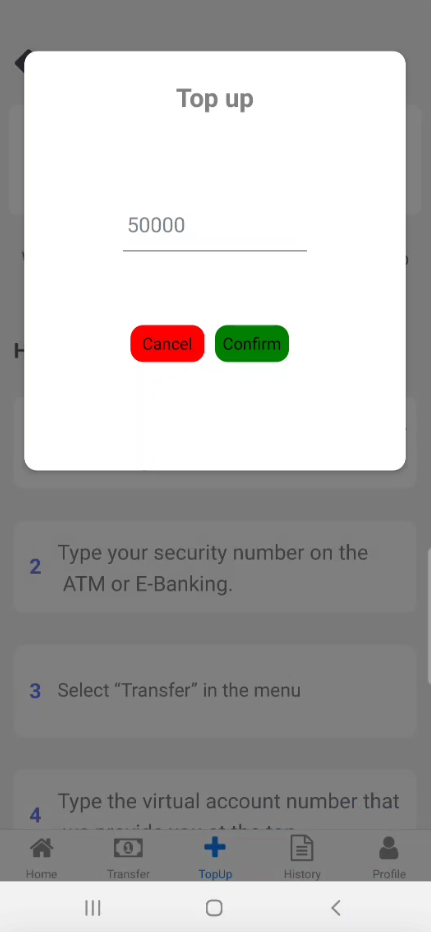 Top up
50000
Cancel Confirm
2 Type your security number on the
ATM or E-Banking.
3 Select “Transfer” in the menu
4 Type the virtual account number that
Home Transfer TopUp History Profile